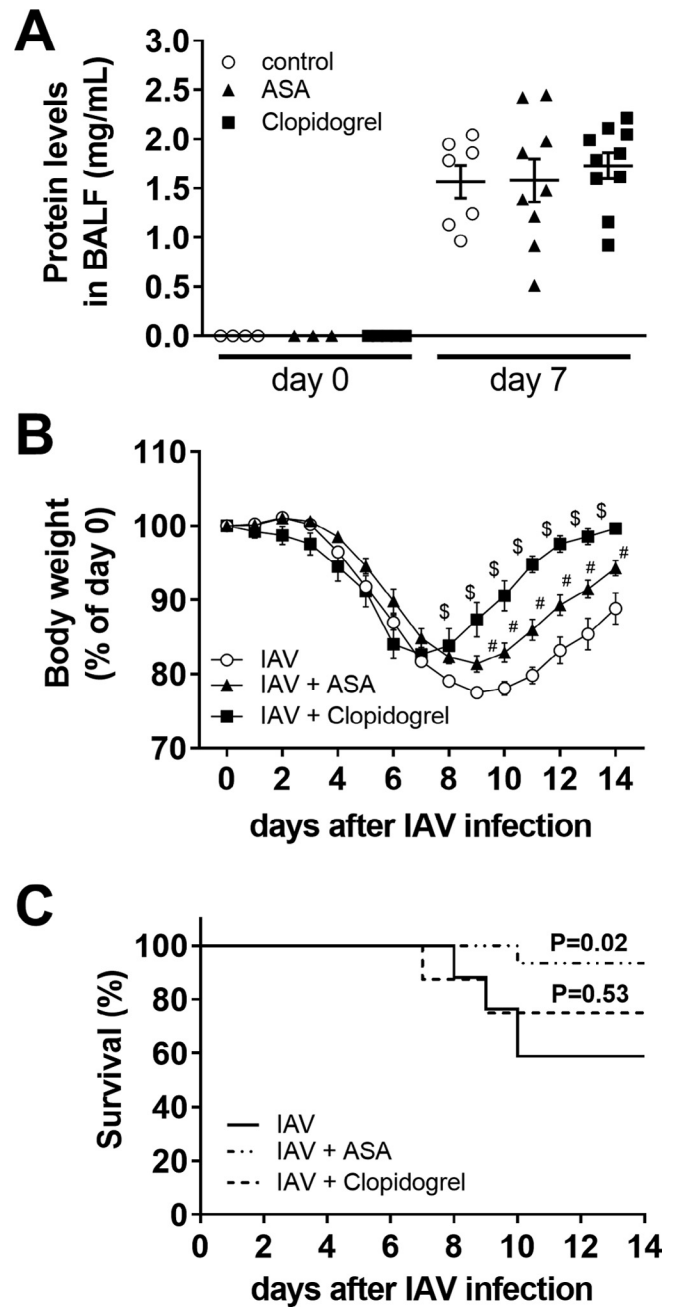 A
Protein levels
in BALF (mg/mL)
3.0
2.5
2.0
1.5
1.0
0.5
0.0
control
ASA
Clopidogrel
day 0
day 7
B
Body weight
(% of day 0)
110
100
90
80
70
$ $ $ $ $ $ $
# # # # # #
IAV
IAV + ASA
IAV + Clopidogrel
0 2 4 6 8 10 12 14
days after IAV infection
C
Survival (%)
100
80
60
40
20
0
P=0.02
P=0.53
IAV
IAV + ASA
IAV + Clopidogrel
0 2 4 6 8 10 12 14
days after IAV infection